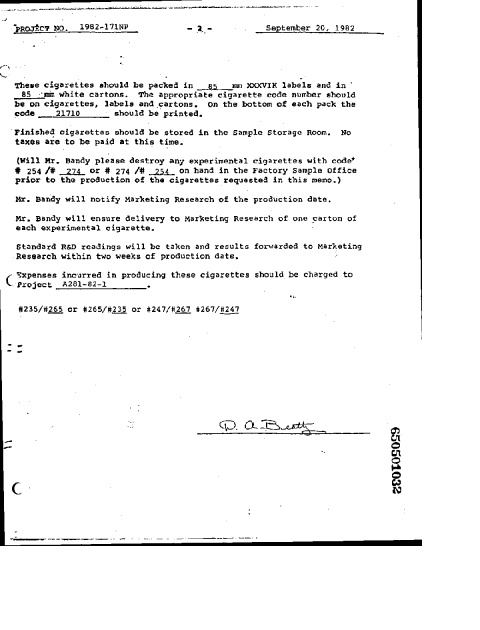 PROJECT NO. 1982-171NP - 2 - September 20, 1982
These cigarettes should be packed in 85 mm XXXVIK labels and in
85 mm white cartons. The appropriate cigarette code number should
be on cigarettes, labels and cartons. On the bottom of each pack the
code 21710 should be printed.
Finished cigarettes should be stored in the Sample Storage Room. No
taxes are to be paid at this time.
(Will Mr. Bandy please destroy any experimental cigarettes with code
# 254 /# 274 or # 274 /# 254 on hand in the Factory Sample Office
prior to the production of the cigarettes requested in this memo.)
Mr. Bandy will notify Marketing Research of the production date.
Mr. Bandy will ensure delivery to Marketing Research of one carton of
each experimental cigarette.
Standard R&D readings will be taken and results forwarded to Marketing
Research within two weeks of production date.
Expenses incurred in producing these cigarettes should be charged to
Project A281-82-1.
#235/#265 or #265/#235 or #247/#267 #267/#247
D. A.
650501032